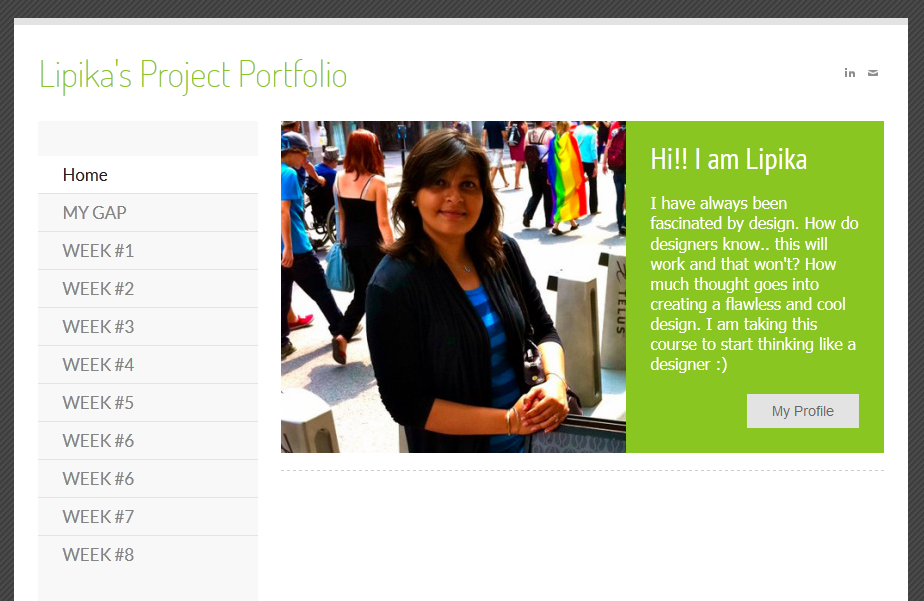 Lipika's Project Portfolio
in
Home
MY GAP
WEEK #1
WEEK #2
WEEK #3
WEEK #4
WEEK #5
WEEK #6
WEEK #6
WEEK #7
WEEK #8
TELUS
Hi!! I am Lipika
I have always been
fascinated by design. How do
designers know.. this will
work and that won't? How
much thought goes into
creating a flawless and cool
design. I am taking this
course to start thinking like a
designer :)
My Profile